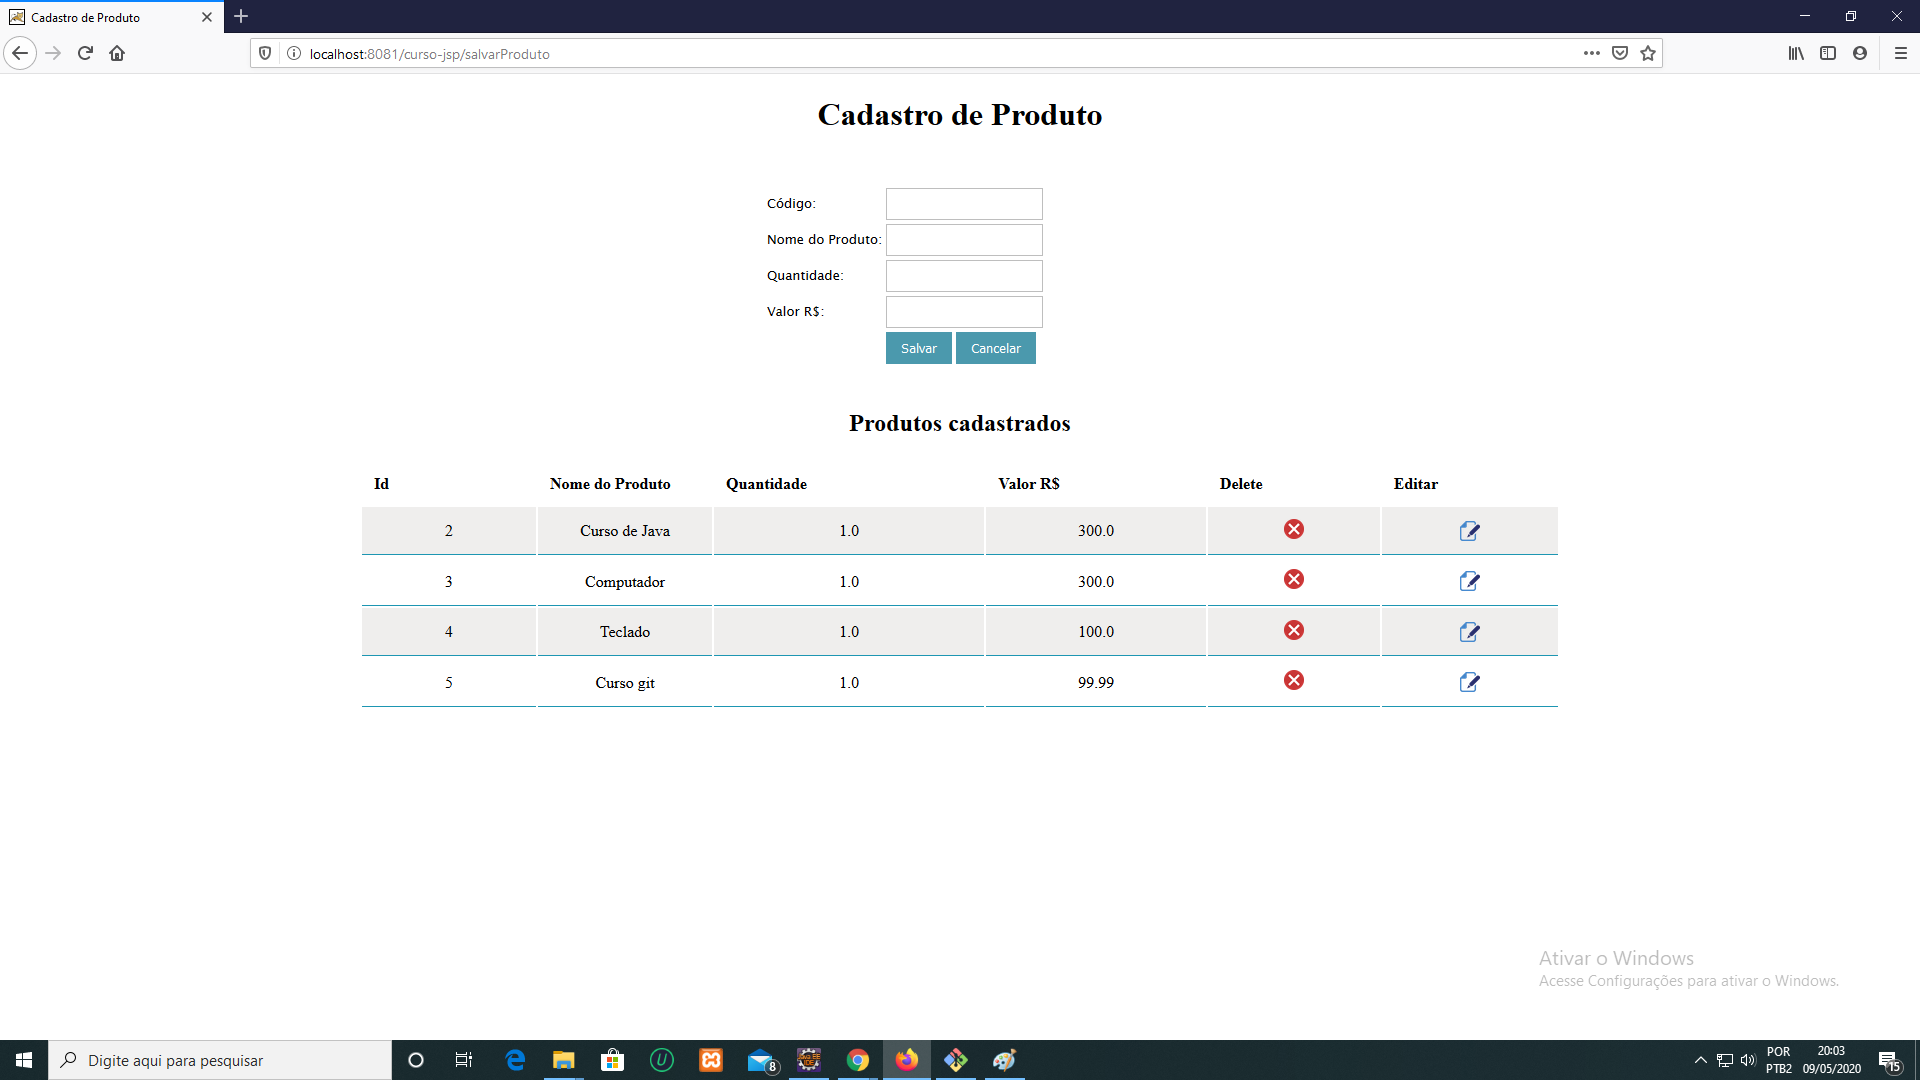 Cadastro de Produto
localhost:8081/curso-jsp/salvarProduto
Cadastro de Produto
Código:
Nome do Produto:
Quantidade:
Valor R$:
Salvar Cancelar
Produtos cadastrados
Id Nome do Produto Quantidade Valor R$ Delete Editar
2 Curso de Java 1.0 300.0
3 Computador 1.0 300.0
4 Teclado 1.0 100.0
5 Curso git 1.0 99.99
Ativar o Windows
Acesse Configurações para ativar o Windows.
Digite aqui para pesquisar
8
Java EE
IDE
POR
PTB2
20:03
09/05/2020
15